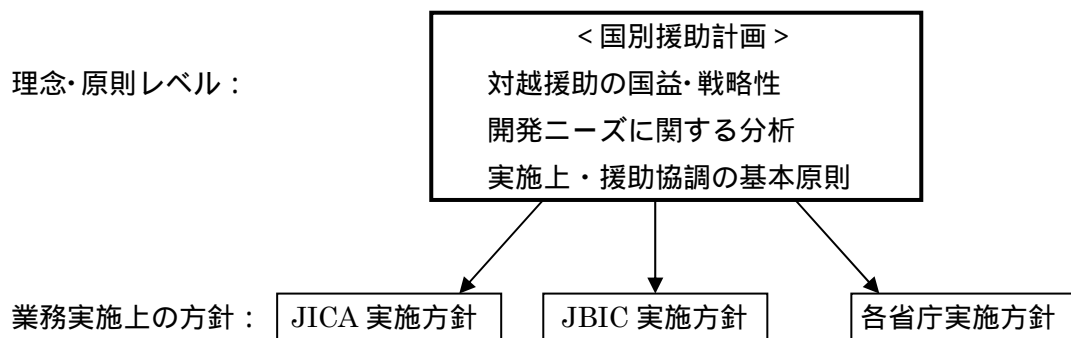 ＜国別援助計画＞
理念・原則レベル：
対越援助の国益・戦略性
開発ニーズに関する分析
実施上・援助協調の基本原則
業務実施上の方針：
JICA 実施方針
JBIC 実施方針
各省庁実施方針